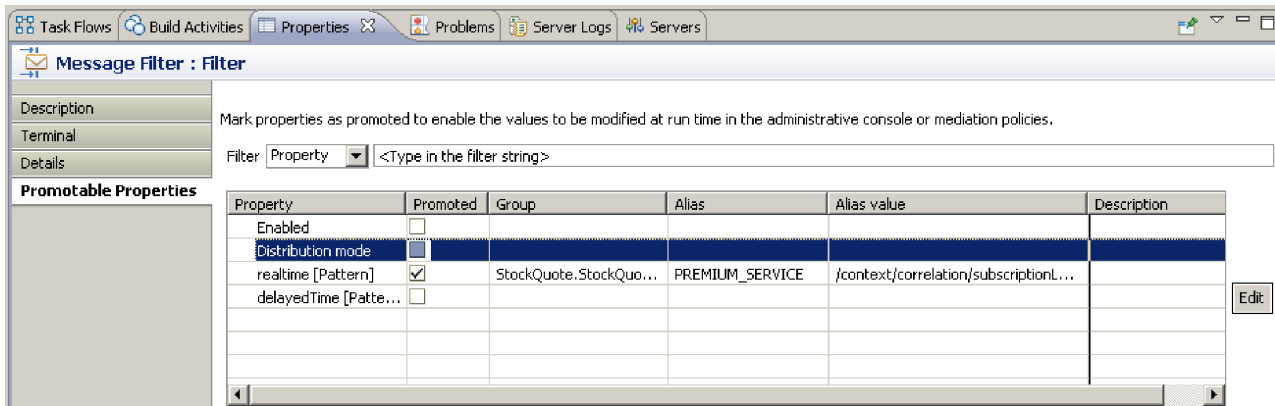 Task Flows Build Activities Properties Problems Server Logs Servers
Message Filter : Filter
Description
Terminal
Details
Promotable Properties
Mark properties as promoted to enable the values to be modified at run time in the administrative console or mediation policies.
Filter Property <Type in the filter string>
Property Promoted Group Alias Alias value Description
Enabled
Distribution mode
realtime [Pattern] StockQuote.StockQuo... PREMIUM_SERVICE /context/correlation/subscriptionL...
delayedTime [Patte...
Edit